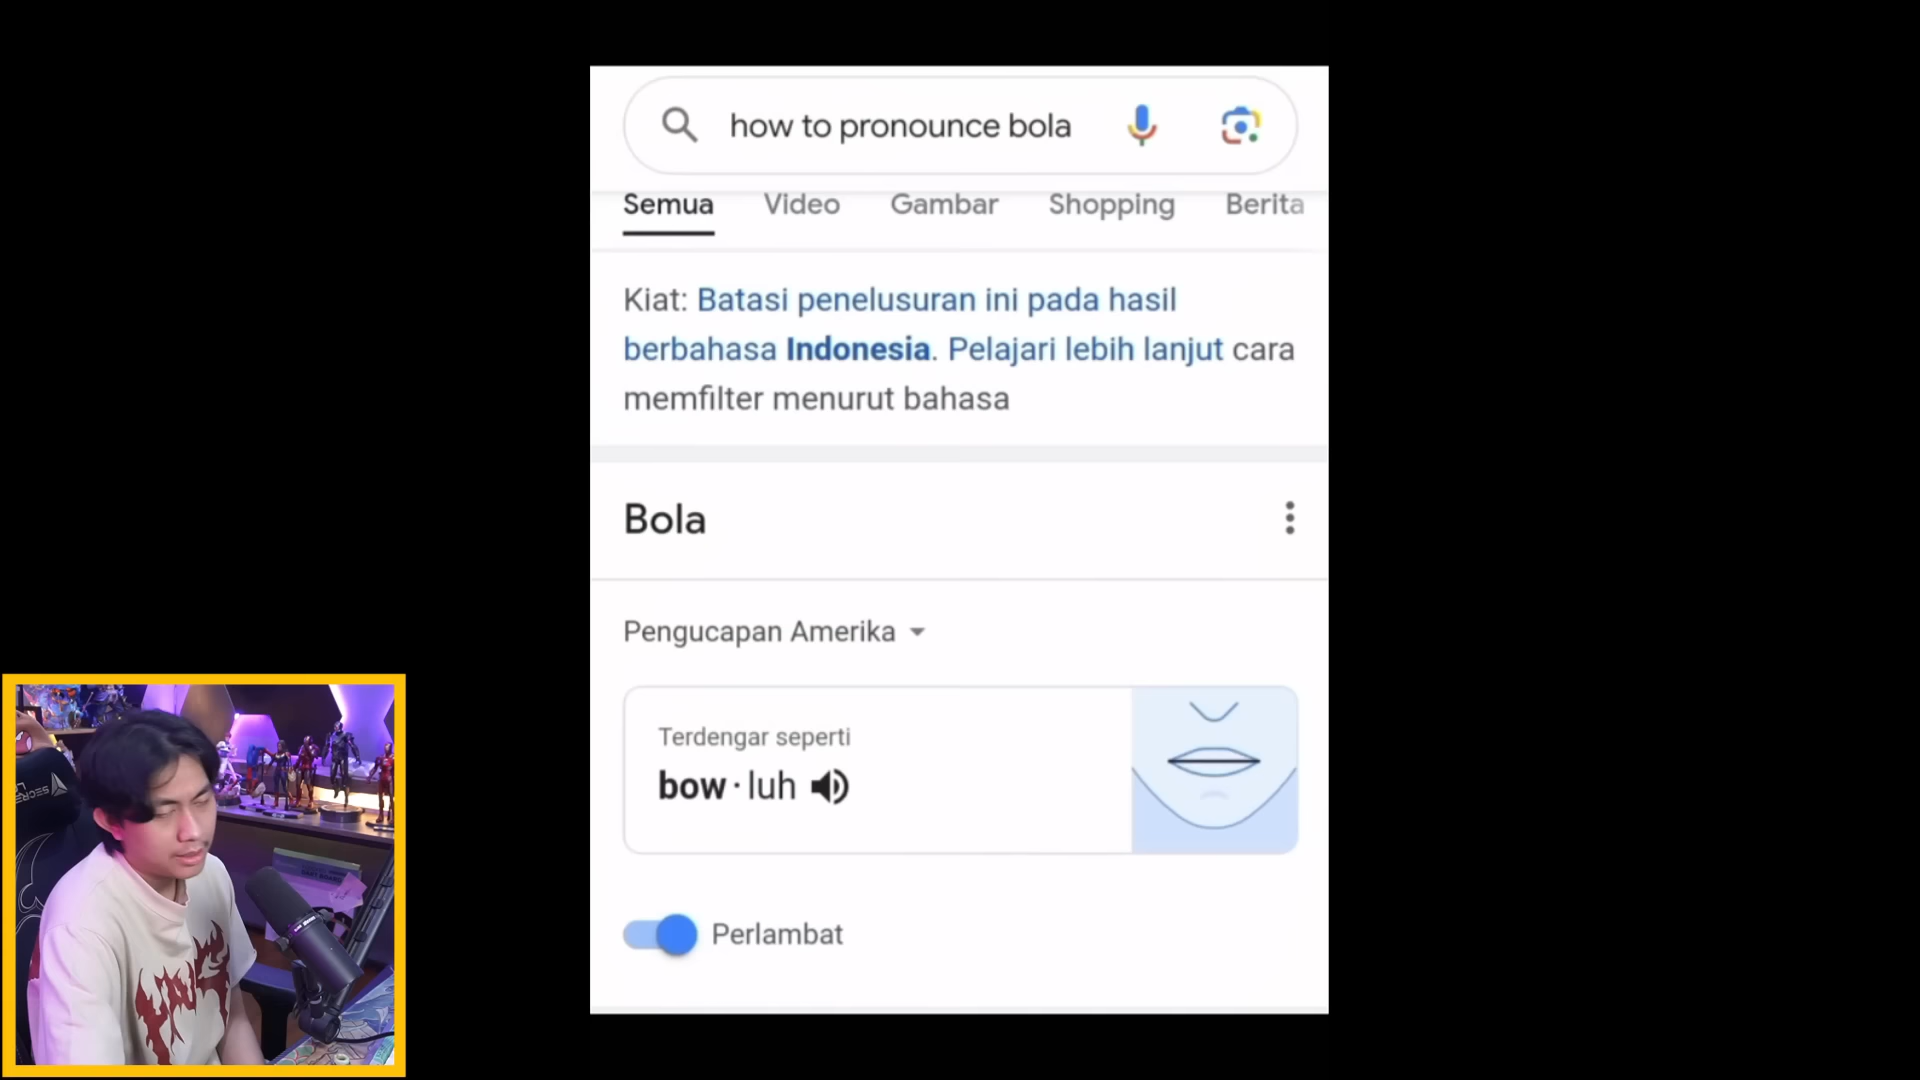 how to pronounce bola
Semua Video Gambar Shopping Berita
Kiat: Batasi penelusuran ini pada hasil
berbahasa Indonesia. Pelajari lebih lanjut cara
memfilter menurut bahasa
Bola
Pengucapan Amerika
Terdengar seperti
bow · luh
Perlambat